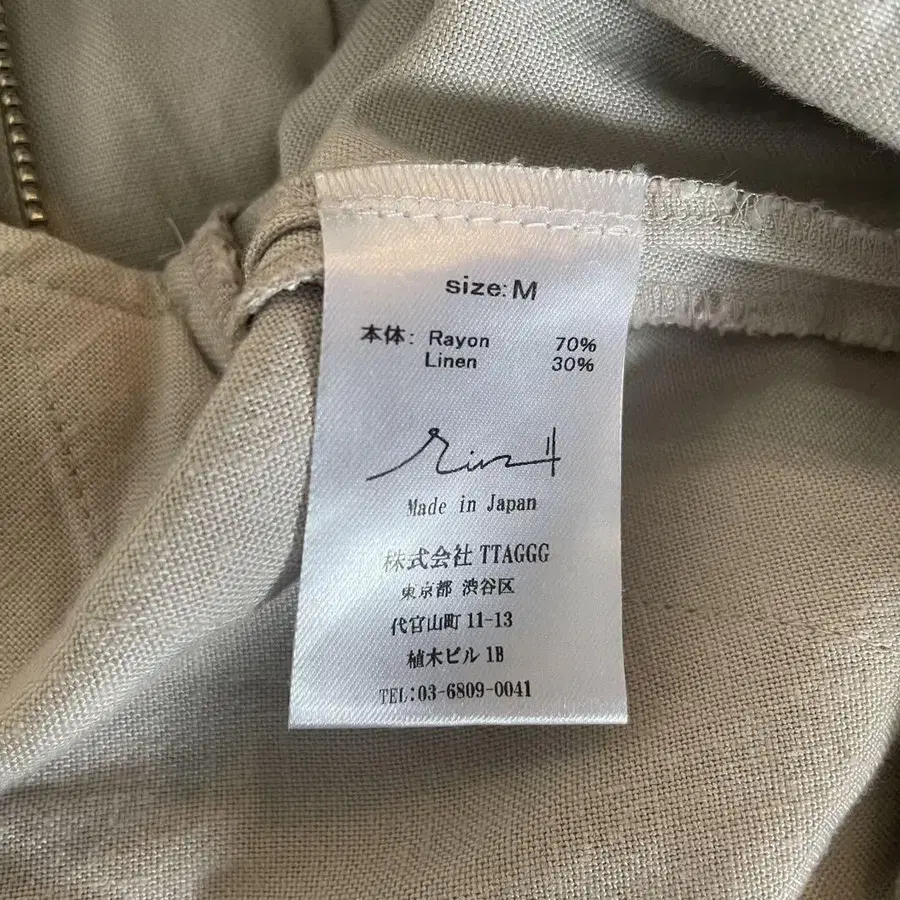 size: M
本体: Rayon 70%
Linen 30%
Made in Japan
株式会社 TTAGGG
東京都 渋谷区
代官山町 11-13
植木ビル 1B
TEL:03-6809-0041